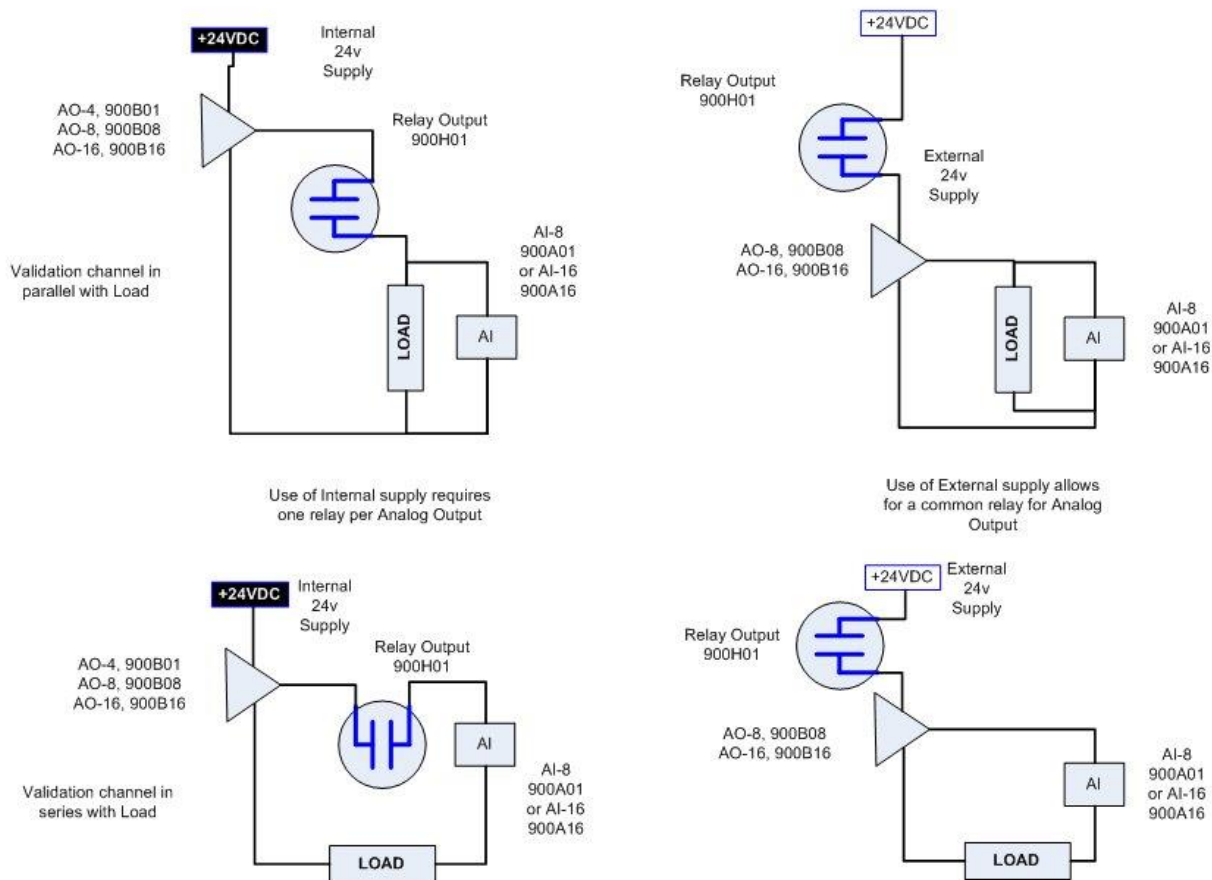 +24VDC
Internal
24v
Supply
AO-4, 900B01
AO-8, 900B08
AO-16, 900B16
Relay Output
900H01
Validation channel in
parallel with Load
LOAD
AI
AI-8
900A01
or AI-16
900A16
+24VDC
Relay Output
900H01
External
24v
Supply
AO-8, 900B08
AO-16, 900B16
LOAD
AI
AI-8
900A01
or AI-16
900A16
Use of Internal supply requires
one relay per Analog Output
Use of External supply allows
for a common relay for Analog
Output
+24VDC
Internal
24v
Supply
AO-4, 900B01
AO-8, 900B08
AO-16, 900B16
Relay Output
900H01
AI
AI-8
900A01
or AI-16
900A16
Validation channel in
series with Load
LOAD
+24VDC
External
24v
Supply
Relay Output
900H01
AO-8, 900B08
AO-16, 900B16
AI
AI-8
900A01
or AI-16
900A16
LOAD